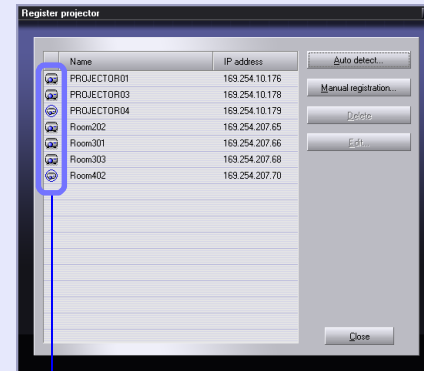 Register projector
Name IP address
PROJECTOR01 169.254.10.176
PROJECTOR03 169.254.10.178
PROJECTOR04 169.254.10.179
Room202 169.254.207.65
Room301 169.254.207.66
Room303 169.254.207.68
Room402 169.254.207.70
Auto detect...
Manual registration...
Delete
Edit...
Close